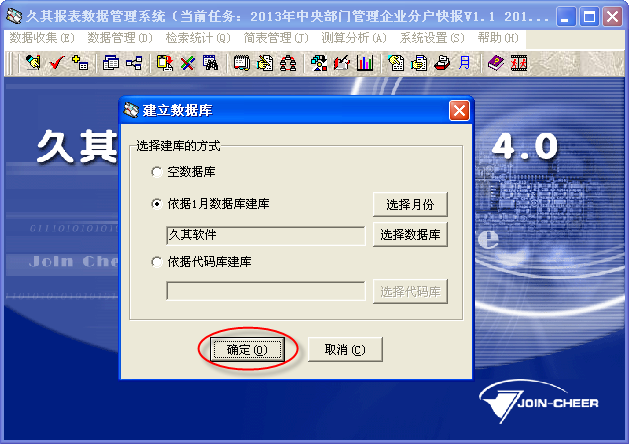 久其报表数据管理系统（当前任务：2013年中央部门管理企业分户快报V1.1 201...
数据收集(E) 数据管理(D) 检索统计(Q) 简表管理(T) 测算分析(A) 系统设置(S) 帮助(H)
月
建立数据库
久其 4.0
选择建库的方式
空数据库
依据1月数据库建库 选择月份
久其软件 选择数据库
依据代码库建库
选择代码库
确定(O) 取消(C)
Join Che
e
JOIN-CHEER